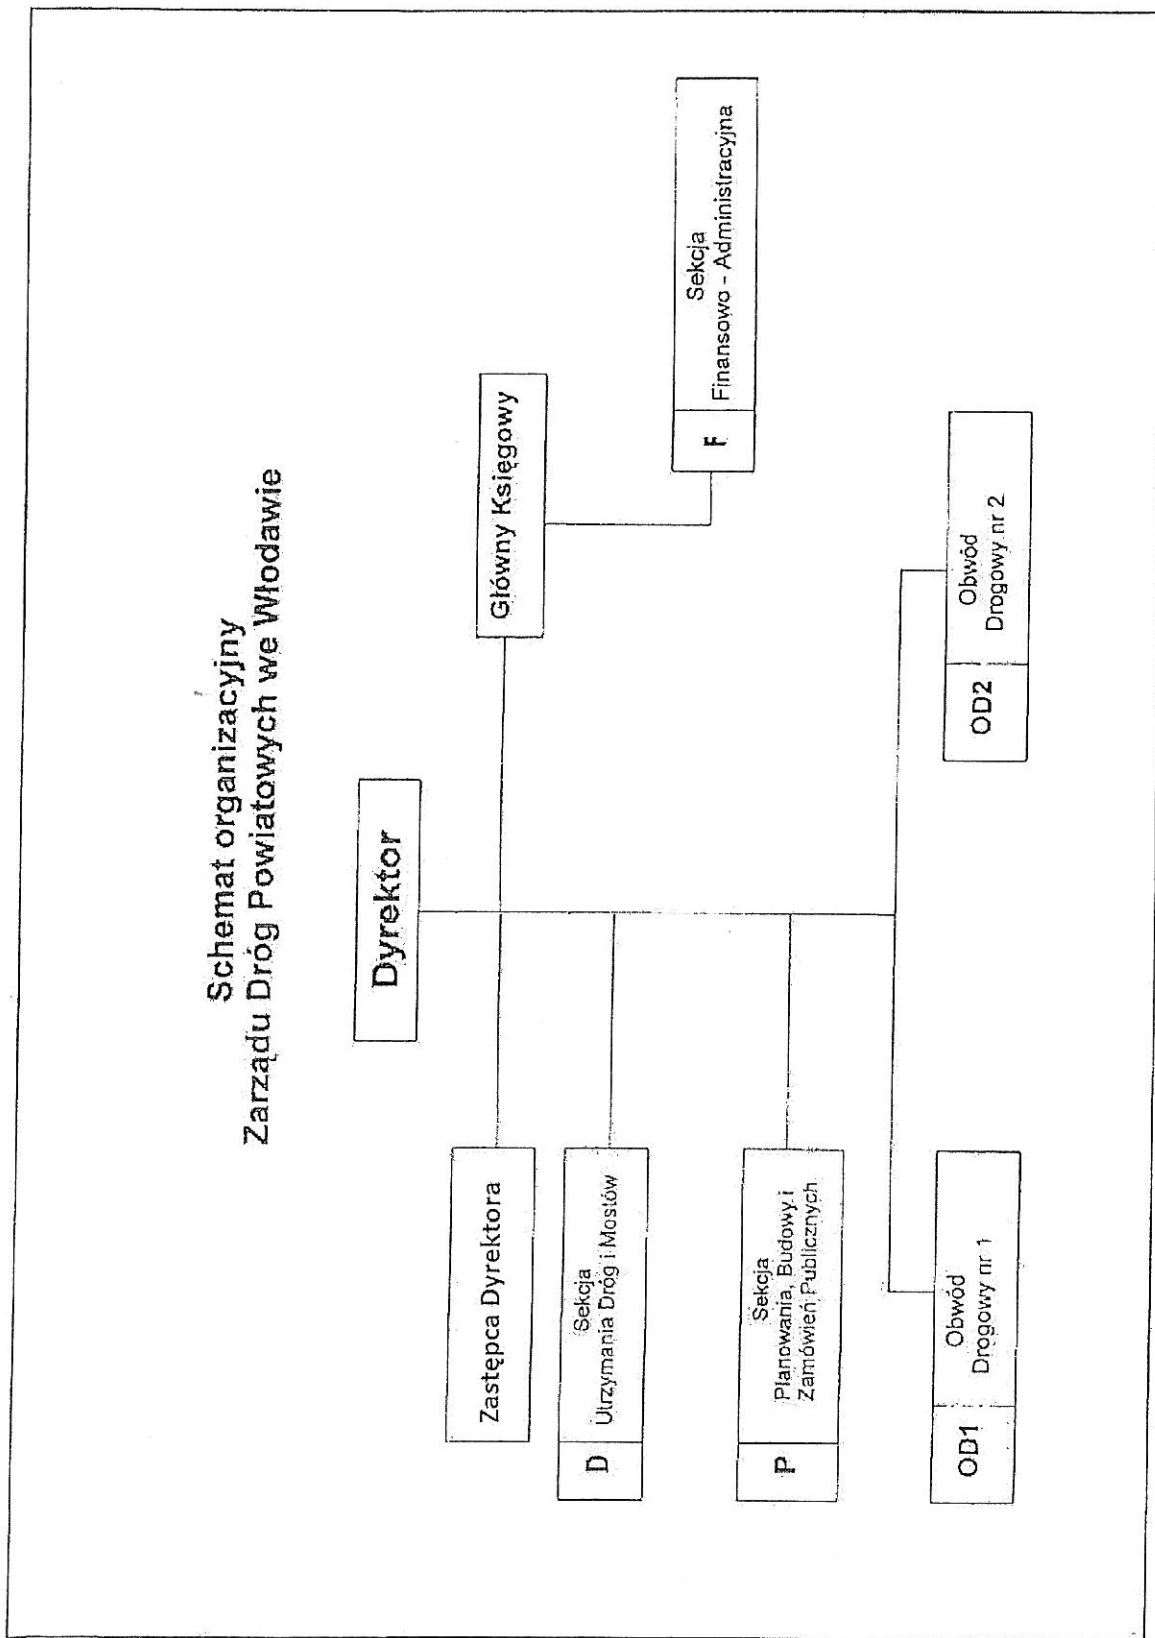 Schemat organizacyjny
Zarządu Dróg Powiatowych we Włodawie
Dyrektor
Zastępca Dyrektora
Główny Księgowy
D
Sekcja
Utrzymania Dróg i Mostów
F
Sekcja
Finansowo - Administracyjna
P
Sekcja
Planowania, Budowy i
Zamówień Publicznych
OD1
Obwód
Drogowy nr 1
OD2
Obwód
Drogowy nr 2